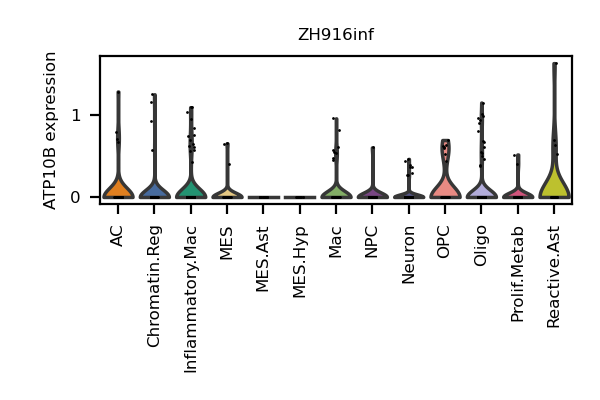 ZH916inf
ATP10B expression
1
0
AC
Chromatin.Reg
Inflammatory.Mac
MES
MES.Ast
MES.Hyp
Mac
NPC
Neuron
OPC
Oligo
Prolif.Metab
Reactive.Ast